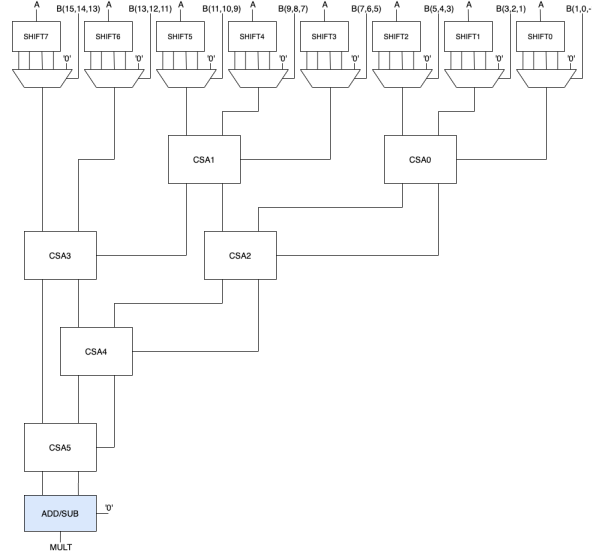 A B(15,14,13) A B(13,12,11) A B(11,10,9) A B(9,8,7) A B(7,6,5) A B(5,4,3) A B(3,2,1) A B(1,0,-
SHIFT7 SHIFT6 SHIFT5 SHIFT4 SHIFT3 SHIFT2 SHIFT1 SHIFT0
'0' '0' '0' '0' '0' '0' '0' '0'
CSA1 CSA0
CSA3 CSA2
CSA4
CSA5
ADD/SUB '0'
MULT